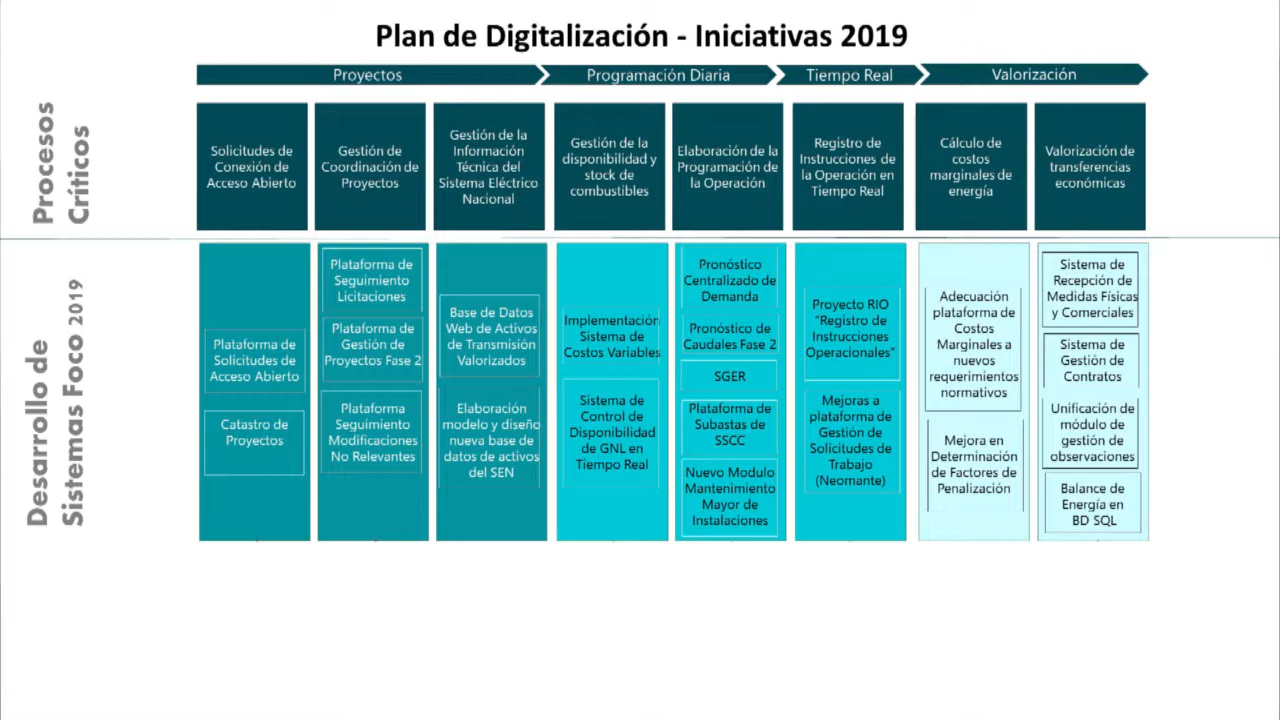 Plan de Digitalización - Iniciativas 2019
Proyectos
Programación Diaria
Tiempo Real
Valorización
Procesos
Críticos
Solicitudes de
Conexión de
Acceso Abierto
Gestión de
Coordinación de
Proyectos
Gestión de la
Información
Técnica del
Sistema Eléctrico
Nacional
Gestión de la
disponibilidad y
stock de
combustibles
Elaboración de la
Programación de
la Operación
Registro de
Instrucciones de
la Operación en
Tiempo Real
Cálculo de
costos
marginales de
energía
Valorización de
transferencias
económicas
Desarrollo de
Sistemas Foco 2019
Plataforma de
Solicitudes de
Acceso Abierto
Catastro de
Proyectos
Plataforma de
Seguimiento
Licitaciones
Plataforma de
Gestión de
Proyectos Fase 2
Plataforma
Seguimiento
Modificaciones
No Relevantes
Base de Datos
Web de Activos
de Transmisión
Valorizados
Elaboración
modelo y diseño
nueva base de
datos de activos
del SEN
Implementación
Sistema de
Costos Variables
Sistema de
Control de
Disponibilidad
de GNL en
Tiempo Real
Pronóstico
Centralizado de
Demanda
Pronóstico de
Caudales Fase 2
SGER
Plataforma de
Subastas de
SSCC
Nuevo Modulo
Mantenimiento
Mayor de
Instalaciones
Proyecto RIO
"Registro de
Instrucciones
Operacionales"
Mejoras a
plataforma de
Gestión de
Solicitudes de
Trabajo
(Neomante)
Adecuación
plataforma de
Costos
Marginales a
nuevos
requerimientos
normativos
Mejora en
Determinación
de Factores de
Penalización
Sistema de
Recepción de
Medidas Físicas
y Comerciales
Sistema de
Gestión de
Contratos
Unificación de
módulo de
gestión de
observaciones
Balance de
Energía en
BD SQL